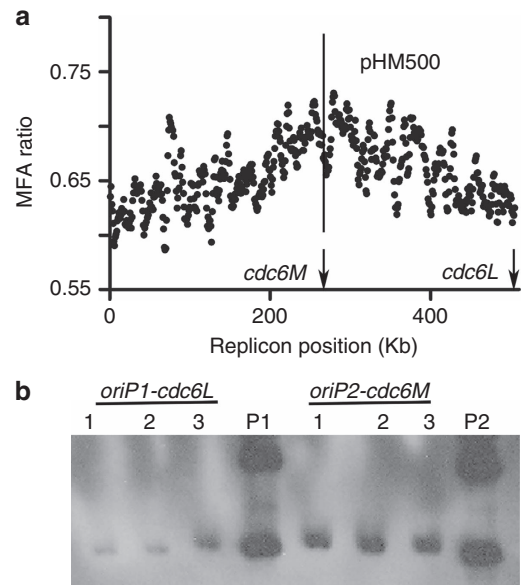 a
pHM500
MFA ratio
0.75
0.65
0.55
cdc6M
cdc6L
0
200
400
Replicon position (Kb)
b
oriP1-cdc6L
oriP2-cdc6M
1 2 3 P1 1 2 3 P2